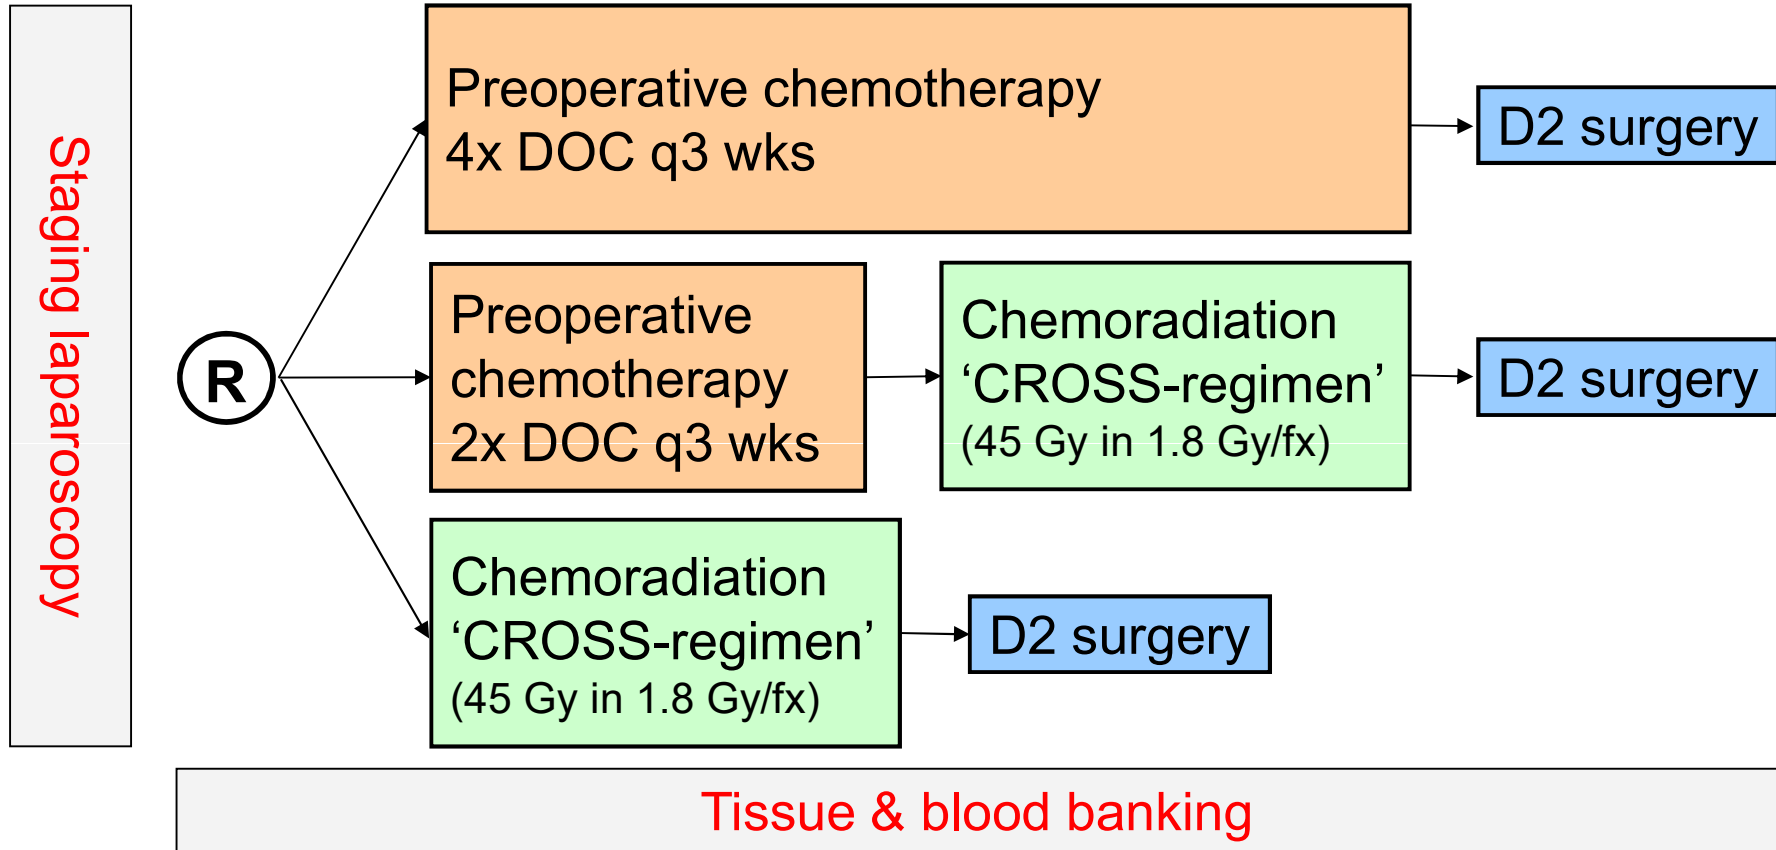 Staging laparoscopy
R
Preoperative chemotherapy
4x DOC q3 wks
D2 surgery
Preoperative
chemotherapy
2x DOC q3 wks
Chemoradiation
‘CROSS-regimen’
(45 Gy in 1.8 Gy/fx)
D2 surgery
Chemoradiation
‘CROSS-regimen’
(45 Gy in 1.8 Gy/fx)
D2 surgery
Tissue & blood banking